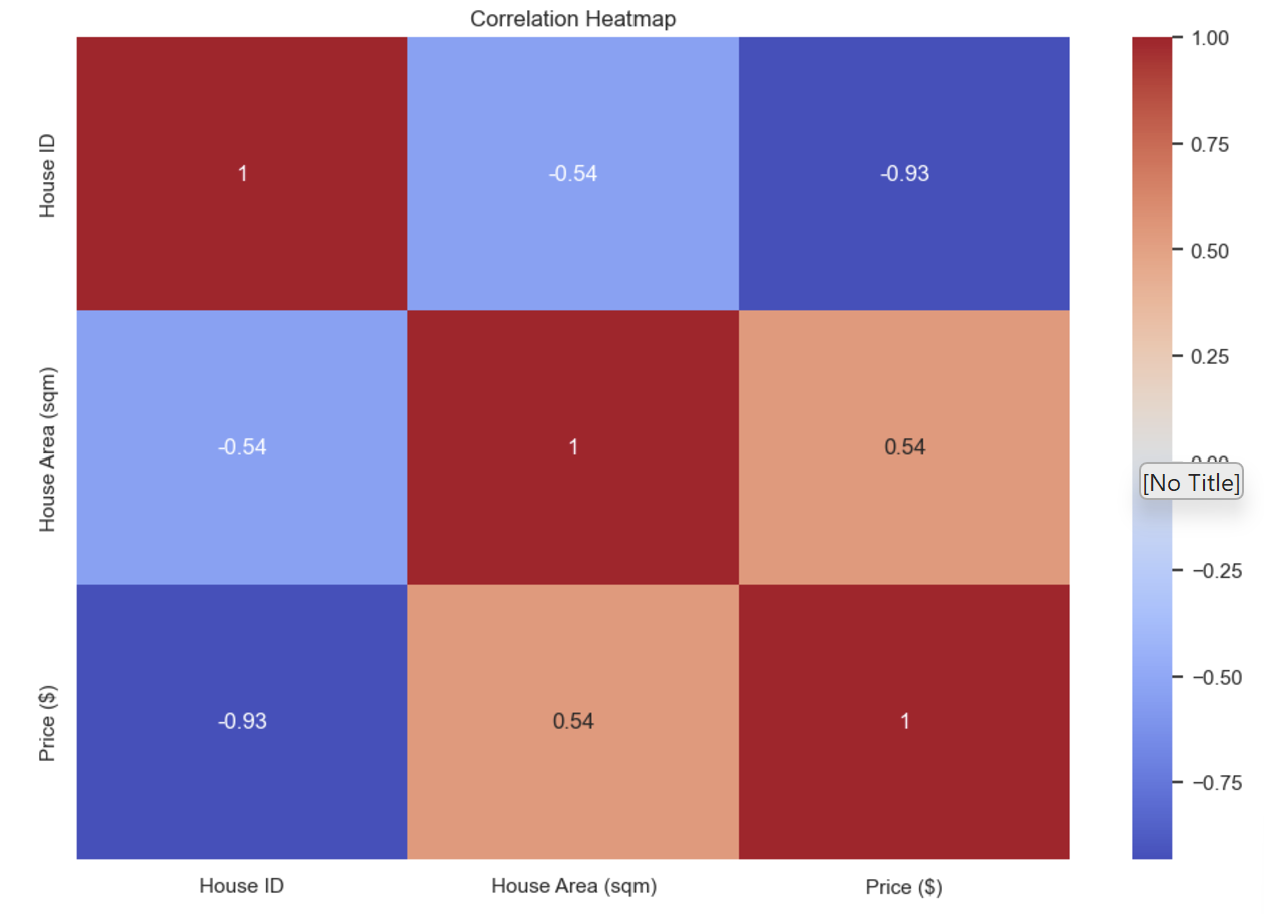 Correlation Heatmap
House ID
1
-0.54
-0.93
House Area (sqm)
-0.54
1
0.54
Price ($)
-0.93
0.54
1
House ID
House Area (sqm)
Price ($)
1.00
0.75
0.50
0.25
[No Title]
−0.25
−0.50
−0.75